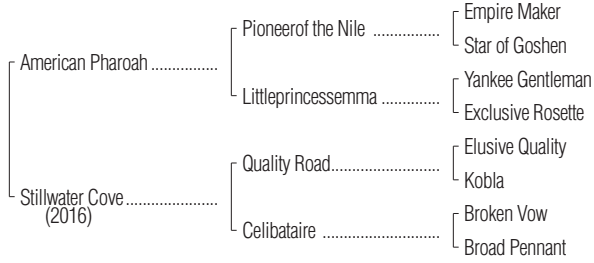 Empire Maker
Pioneerof the Nile ................
Star of Goshen
American Pharoah ................
Yankee Gentleman
Littleprincessemma ..............
Exclusive Rosette
Elusive Quality
Quality Road..........................
Kobla
Stillwater Cove ......................
(2016)
Broken Vow
Celibataire ............................
Broad Pennant